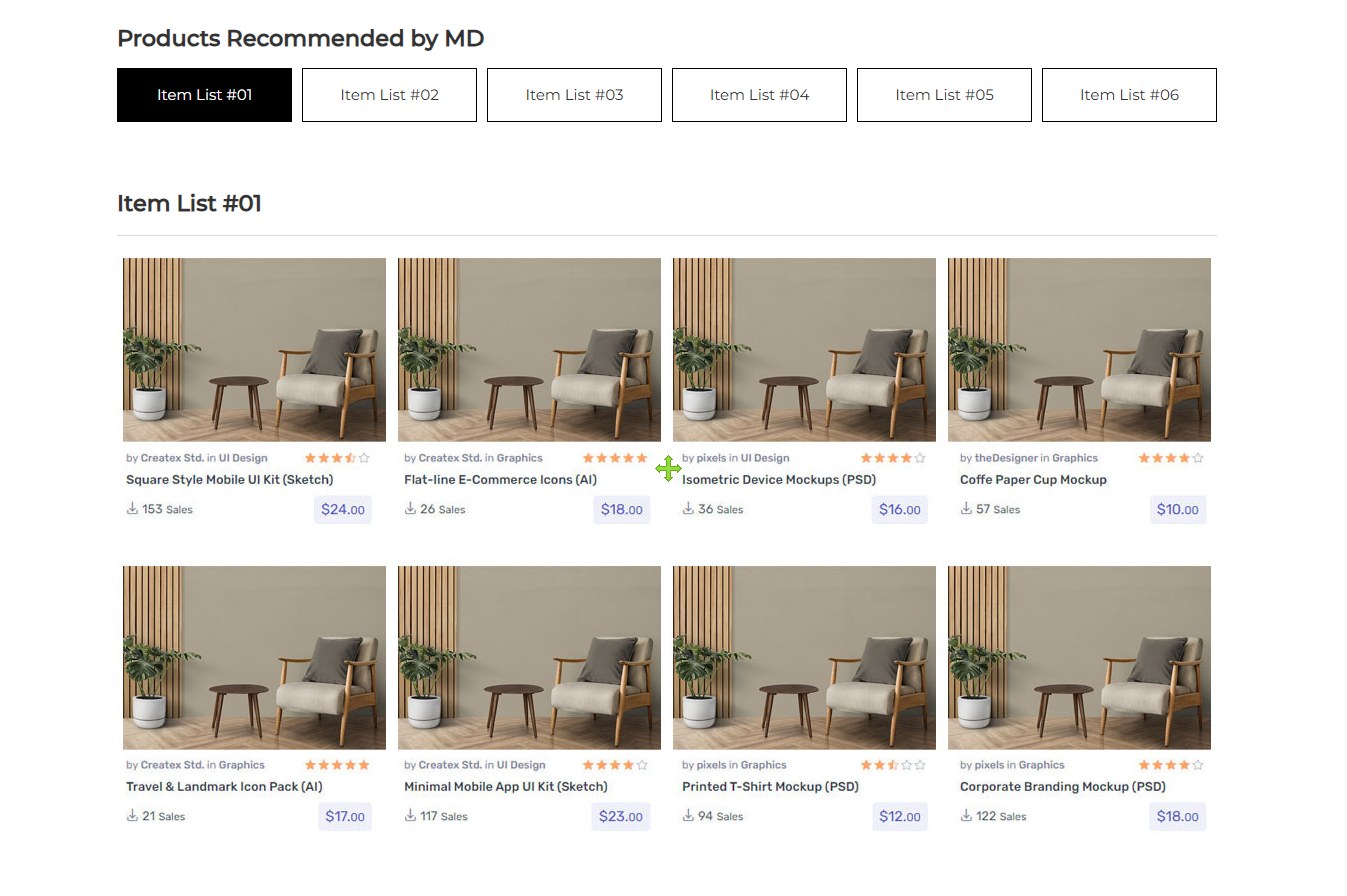 Products Recommended by MD
Item List #01 Item List #02 Item List #03 Item List #04 Item List #05 Item List #06
Item List #01
by Createx Std. in UI Design
Square Style Mobile UI Kit (Sketch)
153 Sales $24.00
by Createx Std. in Graphics
Flat-line E-Commerce Icons (AI)
26 Sales $18.00
by pixels in UI Design
Isometric Device Mockups (PSD)
36 Sales $16.00
by theDesigner in Graphics
Coffe Paper Cup Mockup
57 Sales $10.00
by Createx Std. in Graphics
Travel & Landmark Icon Pack (AI)
21 Sales $17.00
by Createx Std. in UI Design
Minimal Mobile App UI Kit (Sketch)
117 Sales $23.00
by pixels in Graphics
Printed T-Shirt Mockup (PSD)
94 Sales $12.00
by pixels in Graphics
Corporate Branding Mockup (PSD)
122 Sales $18.00